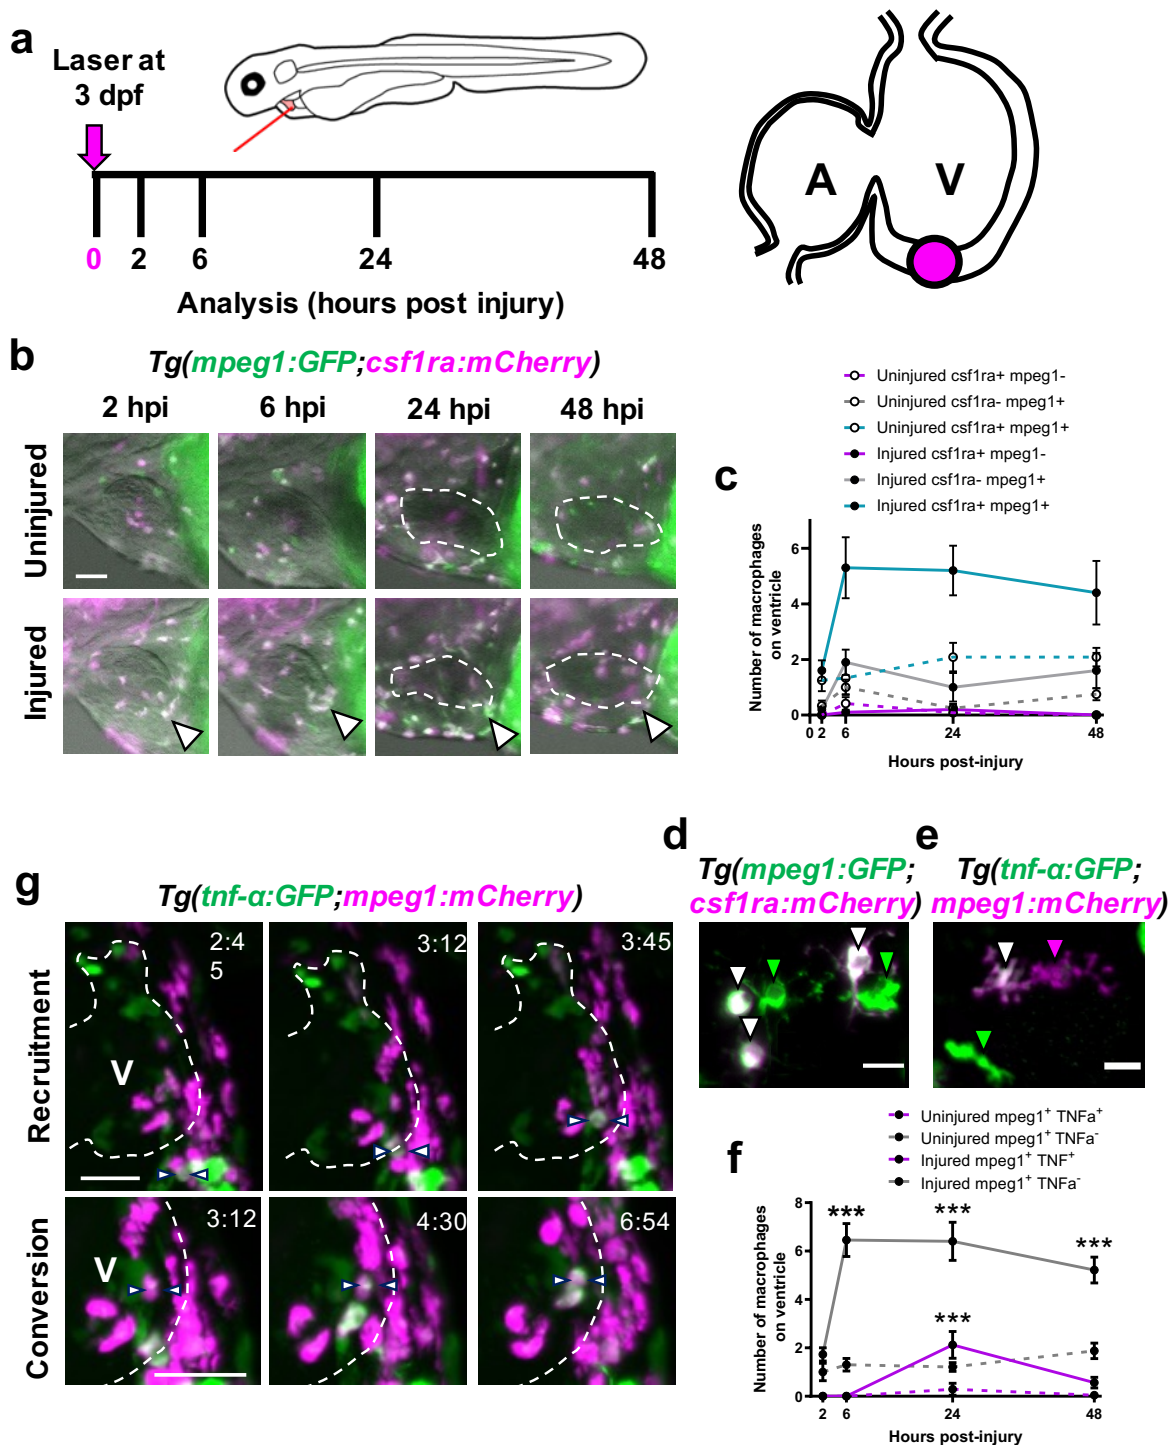 a
Laser at
3 dpf
0 2 6 24 48
Analysis (hours post injury)
A V
b
Tg(mpeg1:GFP;csf1ra:mCherry)
2 hpi 6 hpi 24 hpi 48 hpi
Uninjured
Injured
c
Uninjured csf1ra+ mpeg1-
Uninjured csf1ra- mpeg1+
Uninjured csf1ra+ mpeg1+
Injured csf1ra+ mpeg1-
Injured csf1ra- mpeg1+
Injured csf1ra+ mpeg1+
Number of macrophages
on ventricle
6
4
2
0
0 2 6 24 48
Hours post-injury
d
Tg(mpeg1:GFP;
csf1ra:mCherry)
e
Tg(tnf-α:GFP;
mpeg1:mCherry)
g
Tg(tnf-α:GFP;mpeg1:mCherry)
Recruitment
2:4
5
3:12
3:45
V
Conversion
3:12
4:30
6:54
V
f
Uninjured mpeg1⁺ TNFa⁺
Uninjured mpeg1⁺ TNFa⁻
Injured mpeg1⁺ TNF⁺
Injured mpeg1⁺ TNFa⁻
Number of macrophages
on ventricle
8
6
4
2
0
*** *** ***
***
2 6 24 48
Hours post-injury